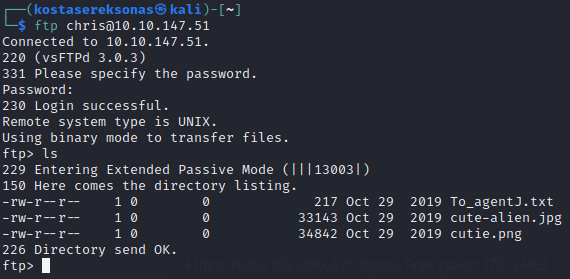 ┌──(kostasereksonas㉿kali)-[~]
└─$ ftp chris@10.10.147.51
Connected to 10.10.147.51.
220 (vsFTPd 3.0.3)
331 Please specify the password.
Password:
230 Login successful.
Remote system type is UNIX.
Using binary mode to transfer files.
ftp> ls
229 Entering Extended Passive Mode (|||13003|)
150 Here comes the directory listing.
-rw-r--r--    1 0        0             217 Oct 29  2019 To_agentJ.txt
-rw-r--r--    1 0        0           33143 Oct 29  2019 cute-alien.jpg
-rw-r--r--    1 0        0           34842 Oct 29  2019 cutie.png
226 Directory send OK.
ftp>